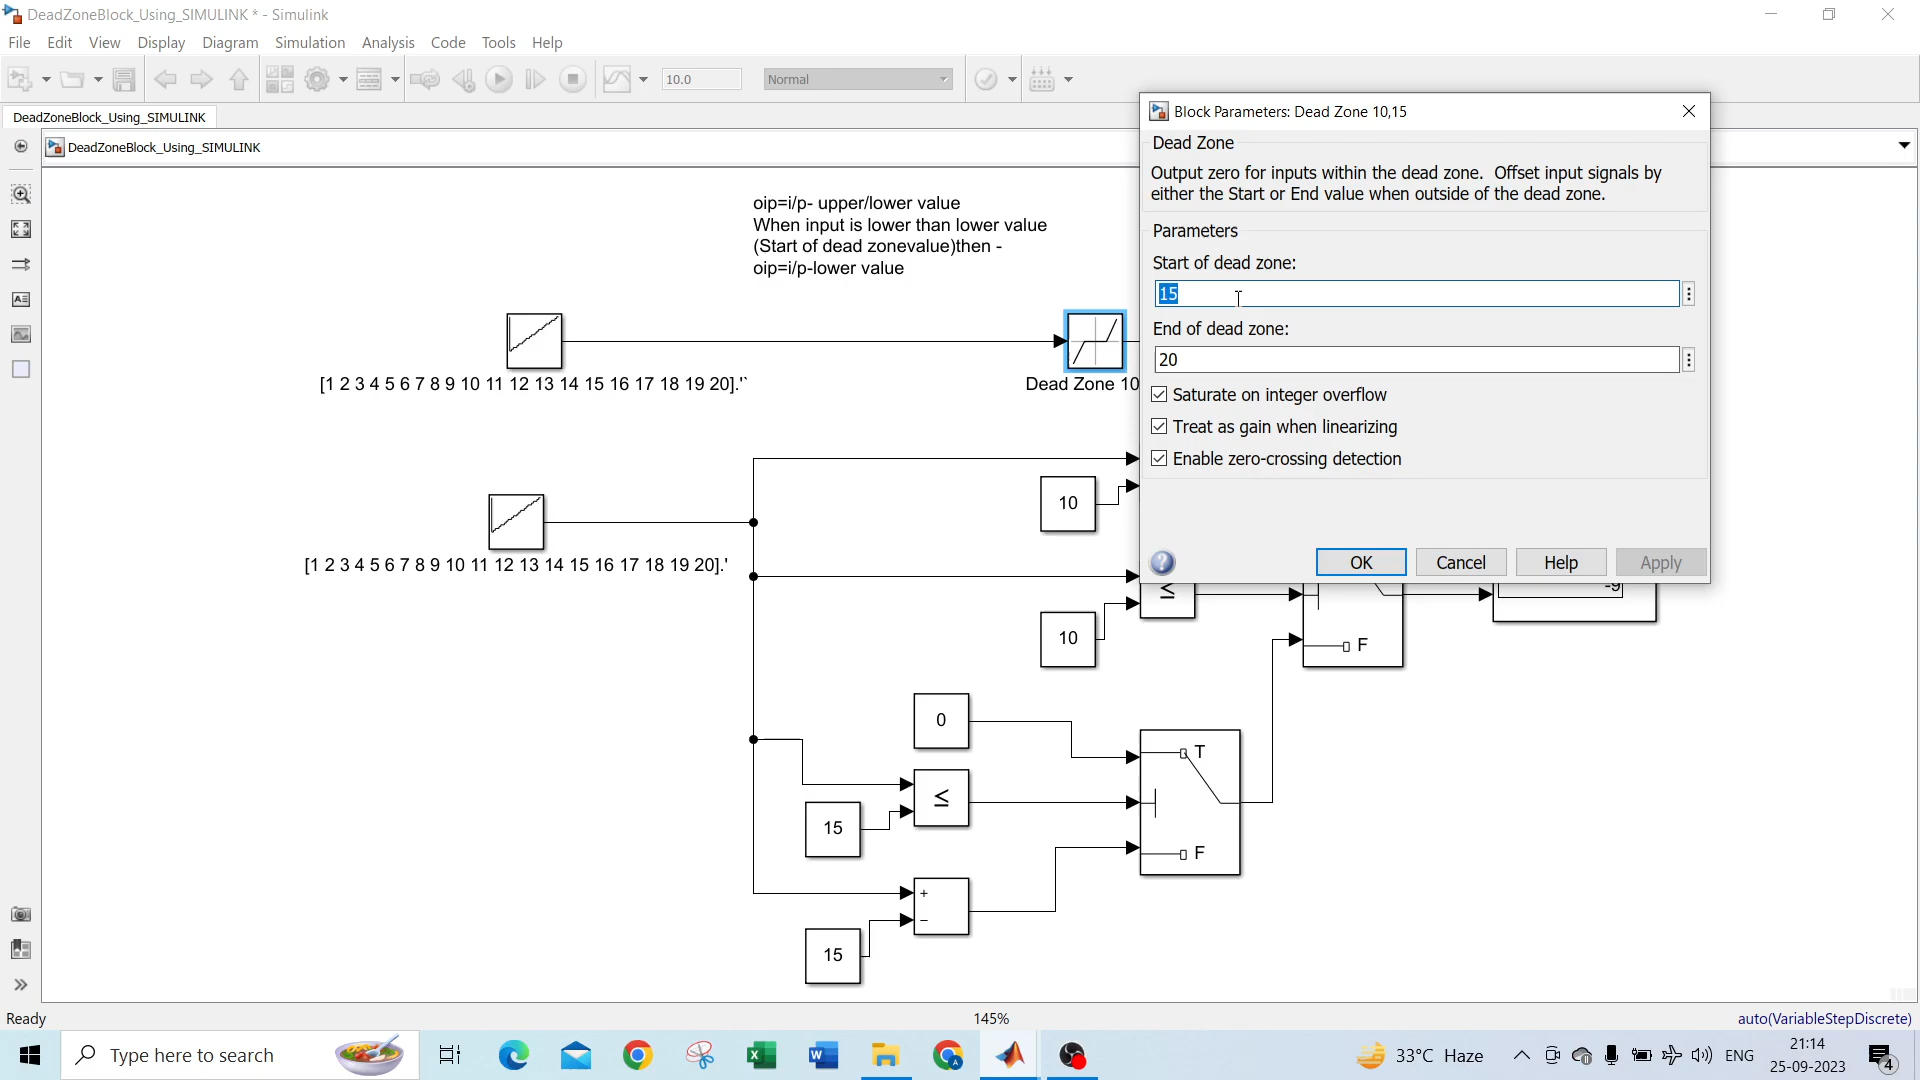 DeadZoneBlock_Using_SIMULINK * - Simulink
File Edit View Display Diagram Simulation Analysis Code Tools Help
10.0 Normal
DeadZoneBlock_Using_SIMULINK
DeadZoneBlock_Using_SIMULINK
oip=i/p- upper/lower value
When input is lower than lower value
(Start of dead zonevalue)then -
oip=i/p-lower value
[1 2 3 4 5 6 7 8 9 10 11 12 13 14 15 16 17 18 19 20].'`
Dead Zone 10
[1 2 3 4 5 6 7 8 9 10 11 12 13 14 15 16 17 18 19 20].'
10
≤
-9
10
F
0
T
≤
15
F
+
−
15
Block Parameters: Dead Zone 10,15
Dead Zone
Output zero for inputs within the dead zone. Offset input signals by
either the Start or End value when outside of the dead zone.
Parameters
Start of dead zone:
15
End of dead zone:
20
Saturate on integer overflow
Treat as gain when linearizing
Enable zero-crossing detection
OK Cancel Help Apply
Ready 145% auto(VariableStepDiscrete)
Type here to search
33°C Haze
ENG
21:14
25-09-2023
4